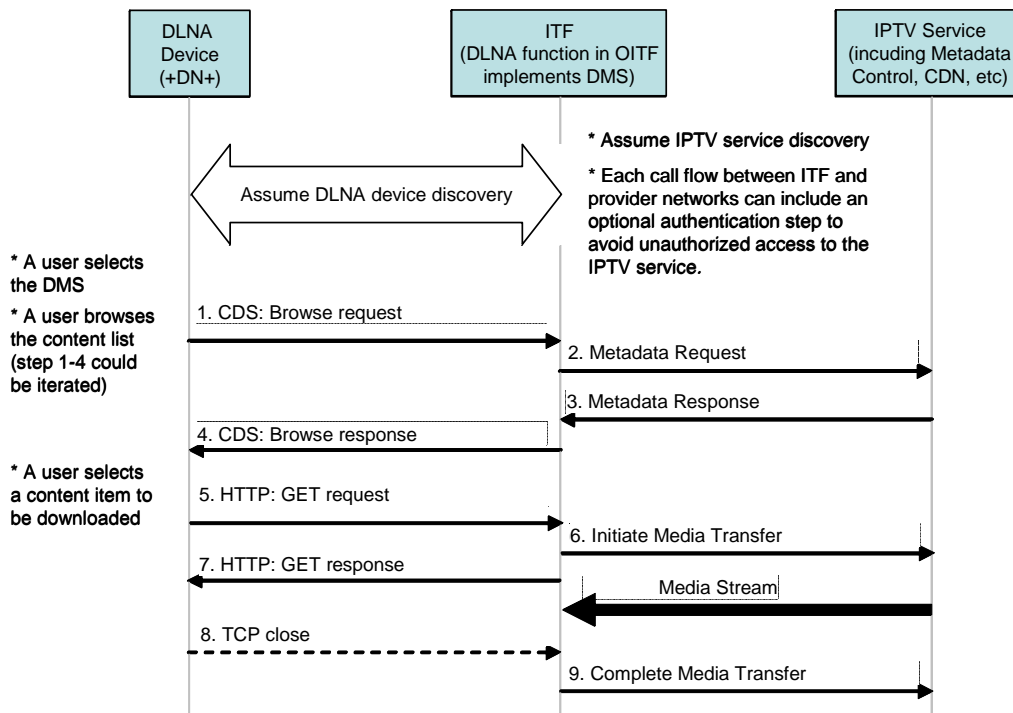 DLNA
Device
(+DN+)
ITF
(DLNA function in OITF
implements DMS)
IPTV Service
(incuding Metadata
Control, CDN, etc)
* Assume IPTV service discovery
* Each call flow between ITF and
provider networks can include an
optional authentication step to
avoid unauthorized access to the
IPTV service.
Assume DLNA device discovery
* A user selects
the DMS
* A user browses
the content list
(step 1-4 could
be iterated)
1. CDS: Browse request
2. Metadata Request
3. Metadata Response
4. CDS: Browse response
* A user selects
a content item to
be downloaded
5. HTTP: GET request
6. Initiate Media Transfer
7. HTTP: GET response
Media Stream
8. TCP close
9. Complete Media Transfer